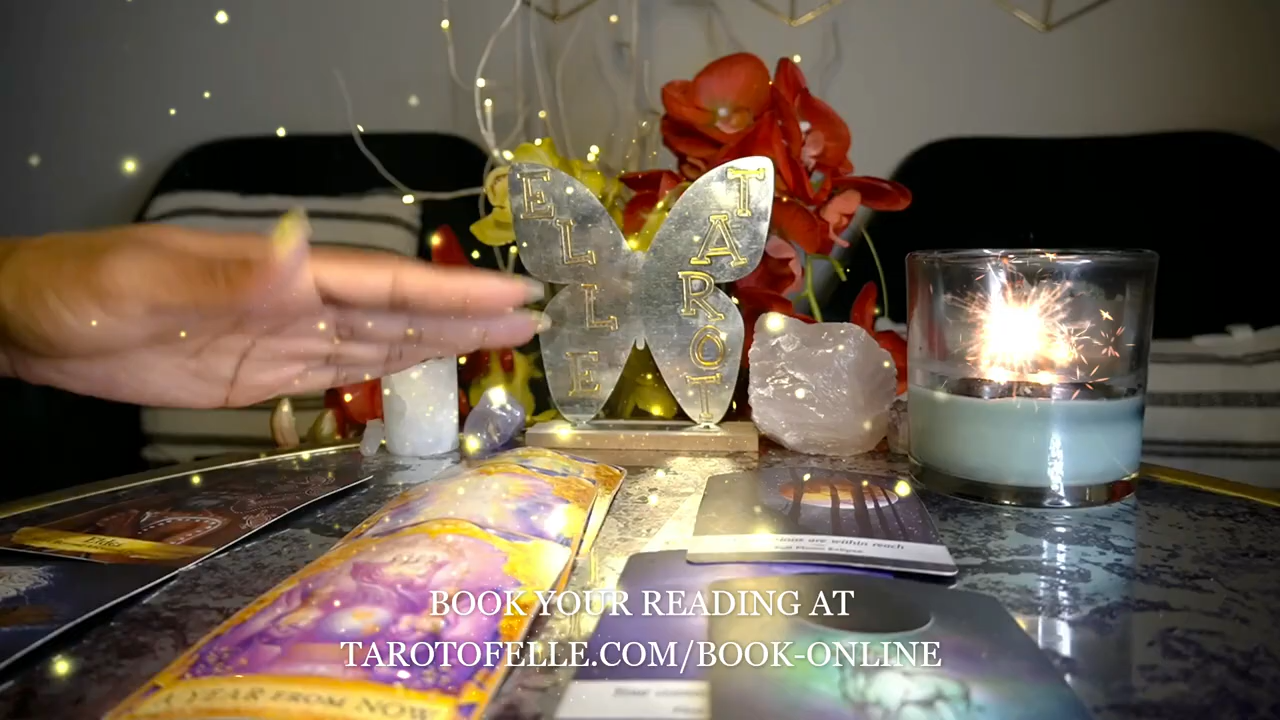 ELLE
TAROT
Elder
ions are within reach
Full Moon Eclipse
BOOK YOUR READING AT
TAROTOFELLE.COM/BOOK-ONLINE
A YEAR FROM NOW